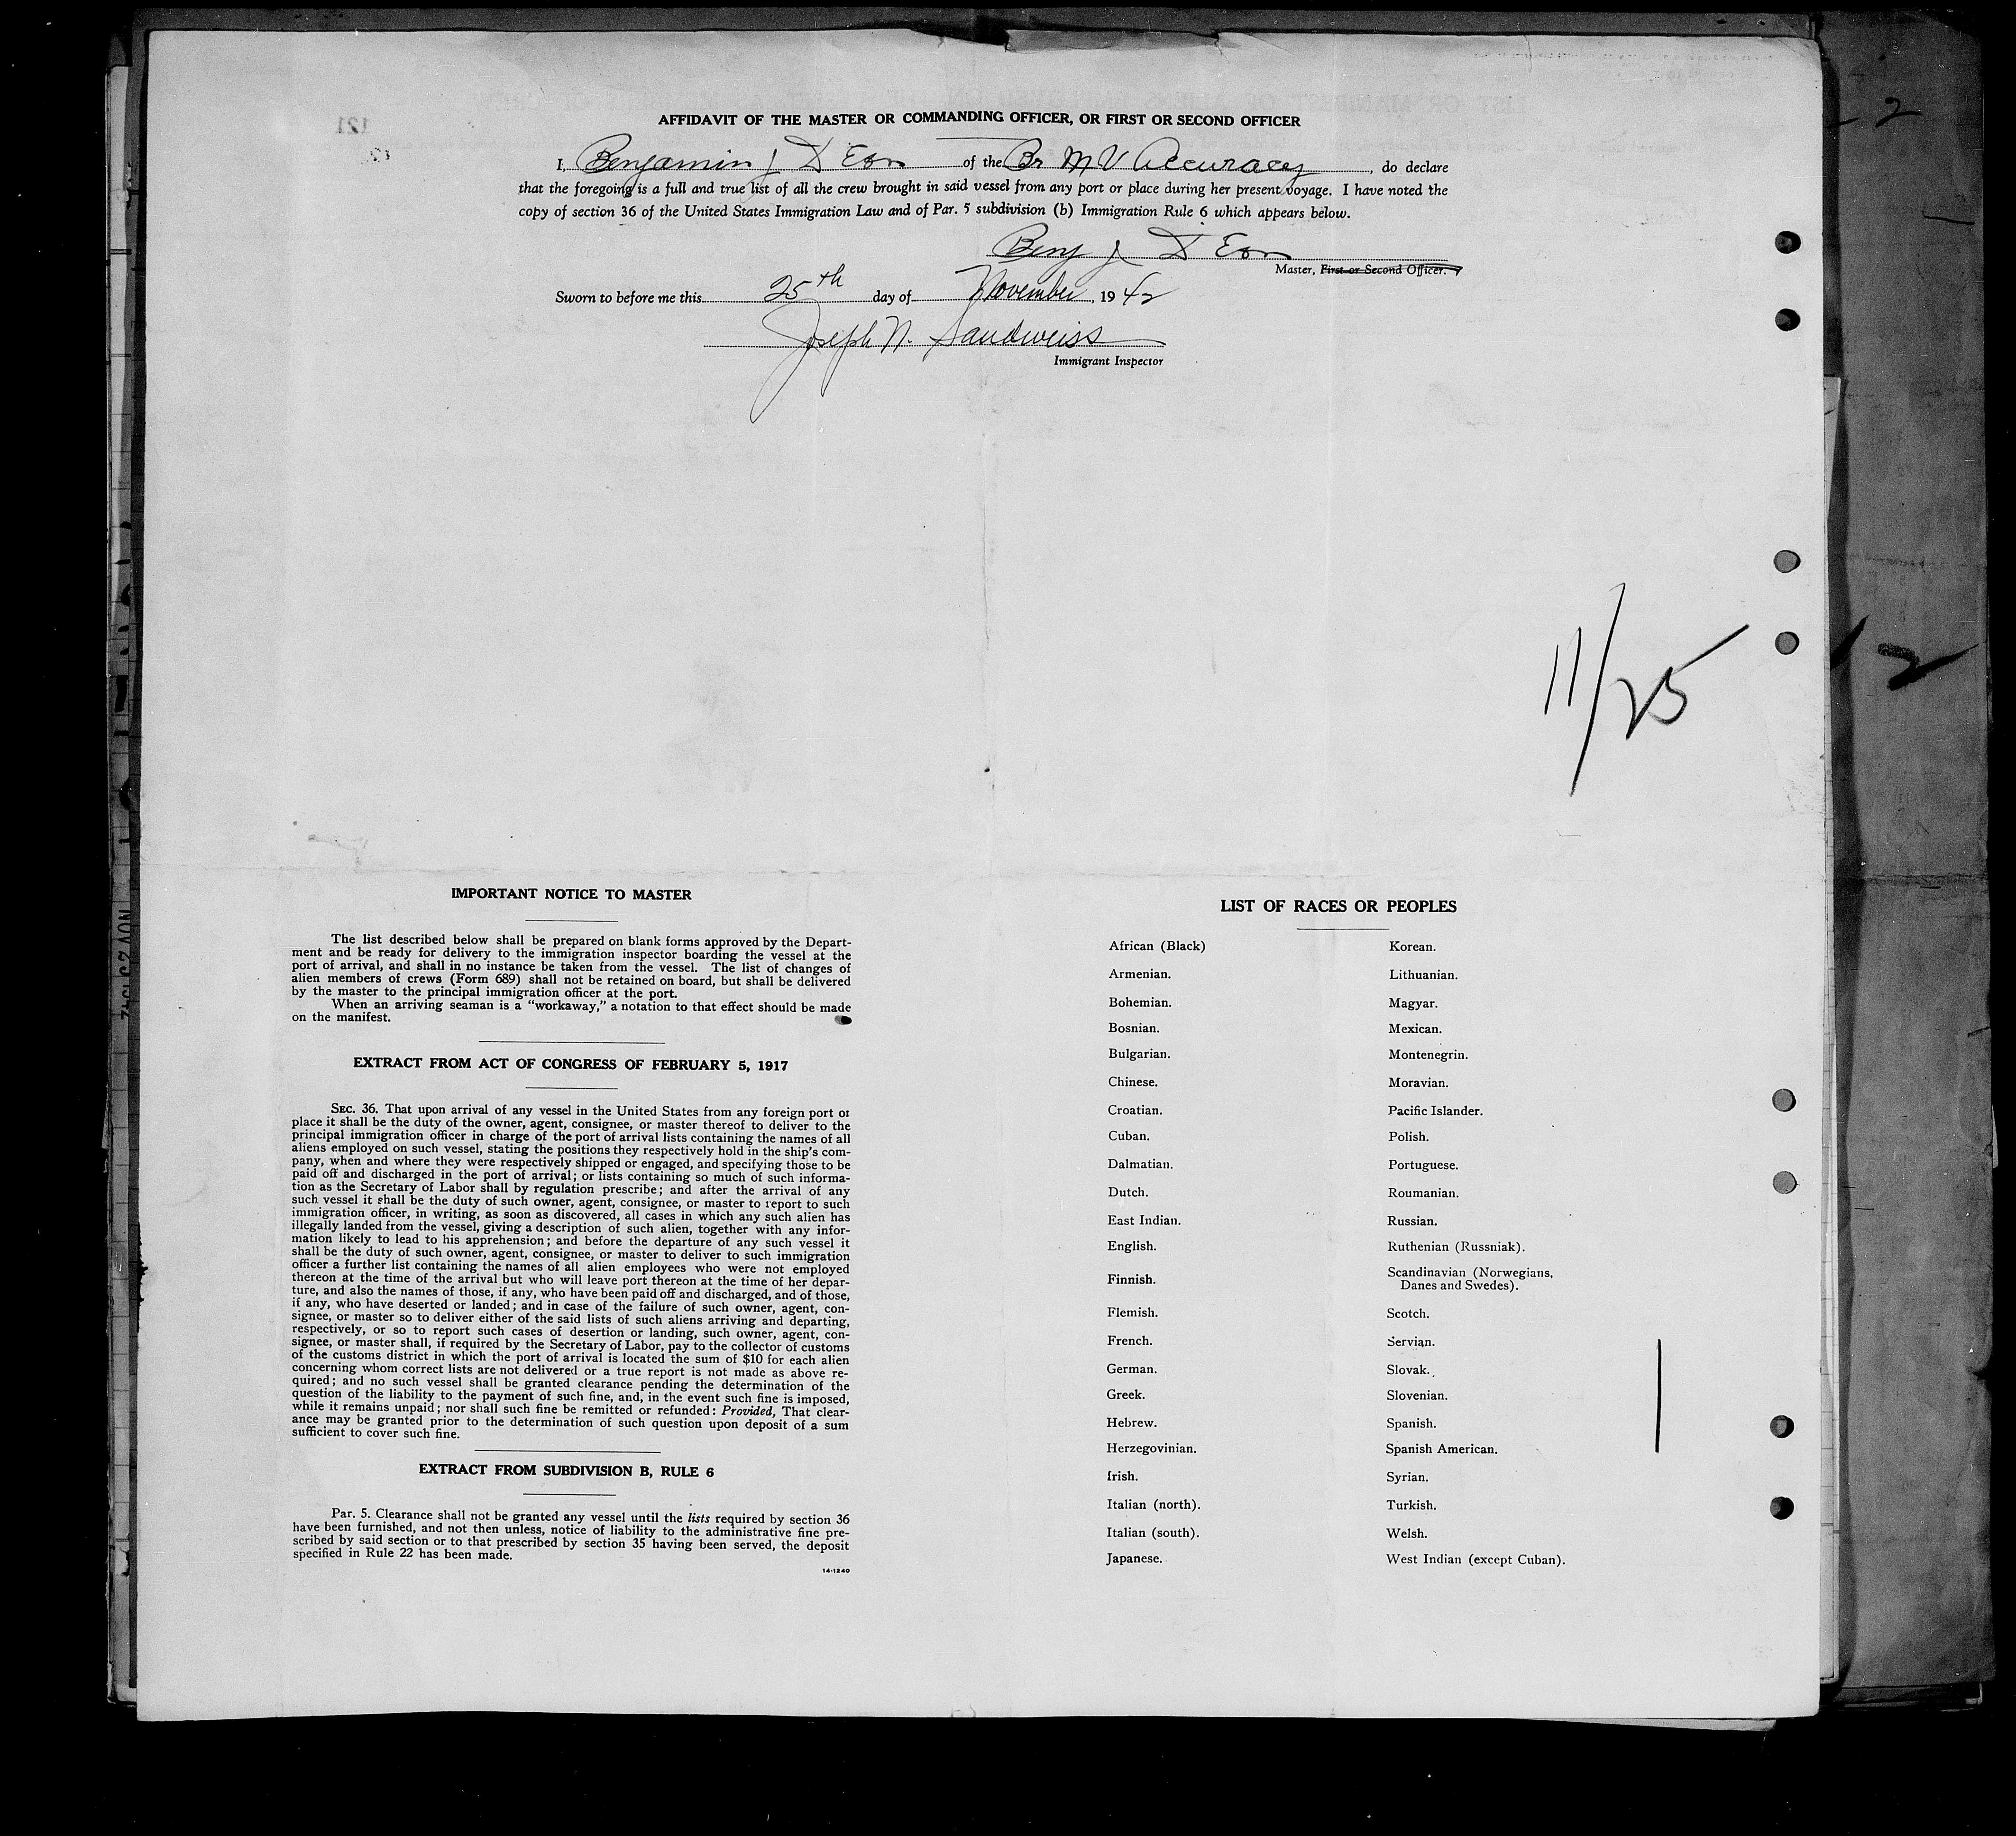 AFFIDAVIT OF THE MASTER OR COMMANDING OFFICER, OR FIRST OR SECOND OFFICER
I, Benjamin J D Eon of the Br M V Accuracy, do declare
that the foregoing is a full and true list of all the crew brought in said vessel from any port or place during her present voyage. I have noted the
copy of section 36 of the United States Immigration Law and of Par. 5 subdivision (b) Immigration Rule 6 which appears below.
Benj J D Eon
Master, First or Second Officer.
Sworn to before me this 25th day of November, 1942
Joseph N. Sandweiss
Immigrant Inspector
121
11/25
IMPORTANT NOTICE TO MASTER
The list described below shall be prepared on blank forms approved by the Depart-
ment and be ready for delivery to the immigration inspector boarding the vessel at the
port of arrival, and shall in no instance be taken from the vessel. The list of changes of
alien members of crews (Form 689) shall not be retained on board, but shall be delivered
by the master to the principal immigration officer at the port.
When an arriving seaman is a "workaway," a notation to that effect should be made
on the manifest.
EXTRACT FROM ACT OF CONGRESS OF FEBRUARY 5, 1917
SEC. 36. That upon arrival of any vessel in the United States from any foreign port or
place it shall be the duty of the owner, agent, consignee, or master thereof to deliver to the
principal immigration officer in charge of the port of arrival lists containing the names of all
aliens employed on such vessel, stating the positions they respectively hold in the ship's com-
pany, when and where they were respectively shipped or engaged, and specifying those to be
paid off and discharged in the port of arrival; or lists containing so much of such informa-
tion as the Secretary of Labor shall by regulation prescribe; and after the arrival of any
such vessel it shall be the duty of such owner, agent, consignee, or master to report to such
immigration officer, in writing, as soon as discovered, all cases in which any such alien has
illegally landed from the vessel, giving a description of such alien, together with any infor-
mation likely to lead to his apprehension; and before the departure of any such vessel it
shall be the duty of such owner, agent, consignee, or master to deliver to such immigration
officer a further list containing the names of all alien employees who were not employed
thereon at the time of the arrival but who will leave port thereon at the time of her depar-
ture, and also the names of those, if any, who have been paid off and discharged, and of those,
if any, who have deserted or landed; and in case of the failure of such owner, agent, con-
signee, or master so to deliver either of the said lists of such aliens arriving and departing,
respectively, or so to report such cases of desertion or landing, such owner, agent, con-
signee, or master shall, if required by the Secretary of Labor, pay to the collector of customs
of the customs district in which the port of arrival is located the sum of $10 for each alien
concerning whom correct lists are not delivered or a true report is not made as above re-
quired; and no such vessel shall be granted clearance pending the determination of the
question of the liability to the payment of such fine, and, in the event such fine is imposed,
while it remains unpaid; nor shall such fine be remitted or refunded: Provided, That clear-
ance may be granted prior to the determination of such question upon deposit of a sum
sufficient to cover such fine.
EXTRACT FROM SUBDIVISION B, RULE 6
Par. 5. Clearance shall not be granted any vessel until the lists required by section 36
have been furnished, and not then unless, notice of liability to the administrative fine pre-
scribed by said section or to that prescribed by section 35 having been served, the deposit
specified in Rule 22 has been made.
14-1240
LIST OF RACES OR PEOPLES
African (Black)
Armenian.
Bohemian.
Bosnian.
Bulgarian.
Chinese.
Croatian.
Cuban.
Dalmatian.
Dutch.
East Indian.
English.
Finnish.
Flemish.
French.
German.
Greek.
Hebrew.
Herzegovinian.
Irish.
Italian (north).
Italian (south).
Japanese.
Korean.
Lithuanian.
Magyar.
Mexican.
Montenegrin.
Moravian.
Pacific Islander.
Polish.
Portuguese.
Roumanian.
Russian.
Ruthenian (Russniak).
Scandinavian (Norwegians,
Danes and Swedes).
Scotch.
Servian.
Slovak.
Slovenian.
Spanish.
Spanish American.
Syrian.
Turkish.
Welsh.
West Indian (except Cuban).